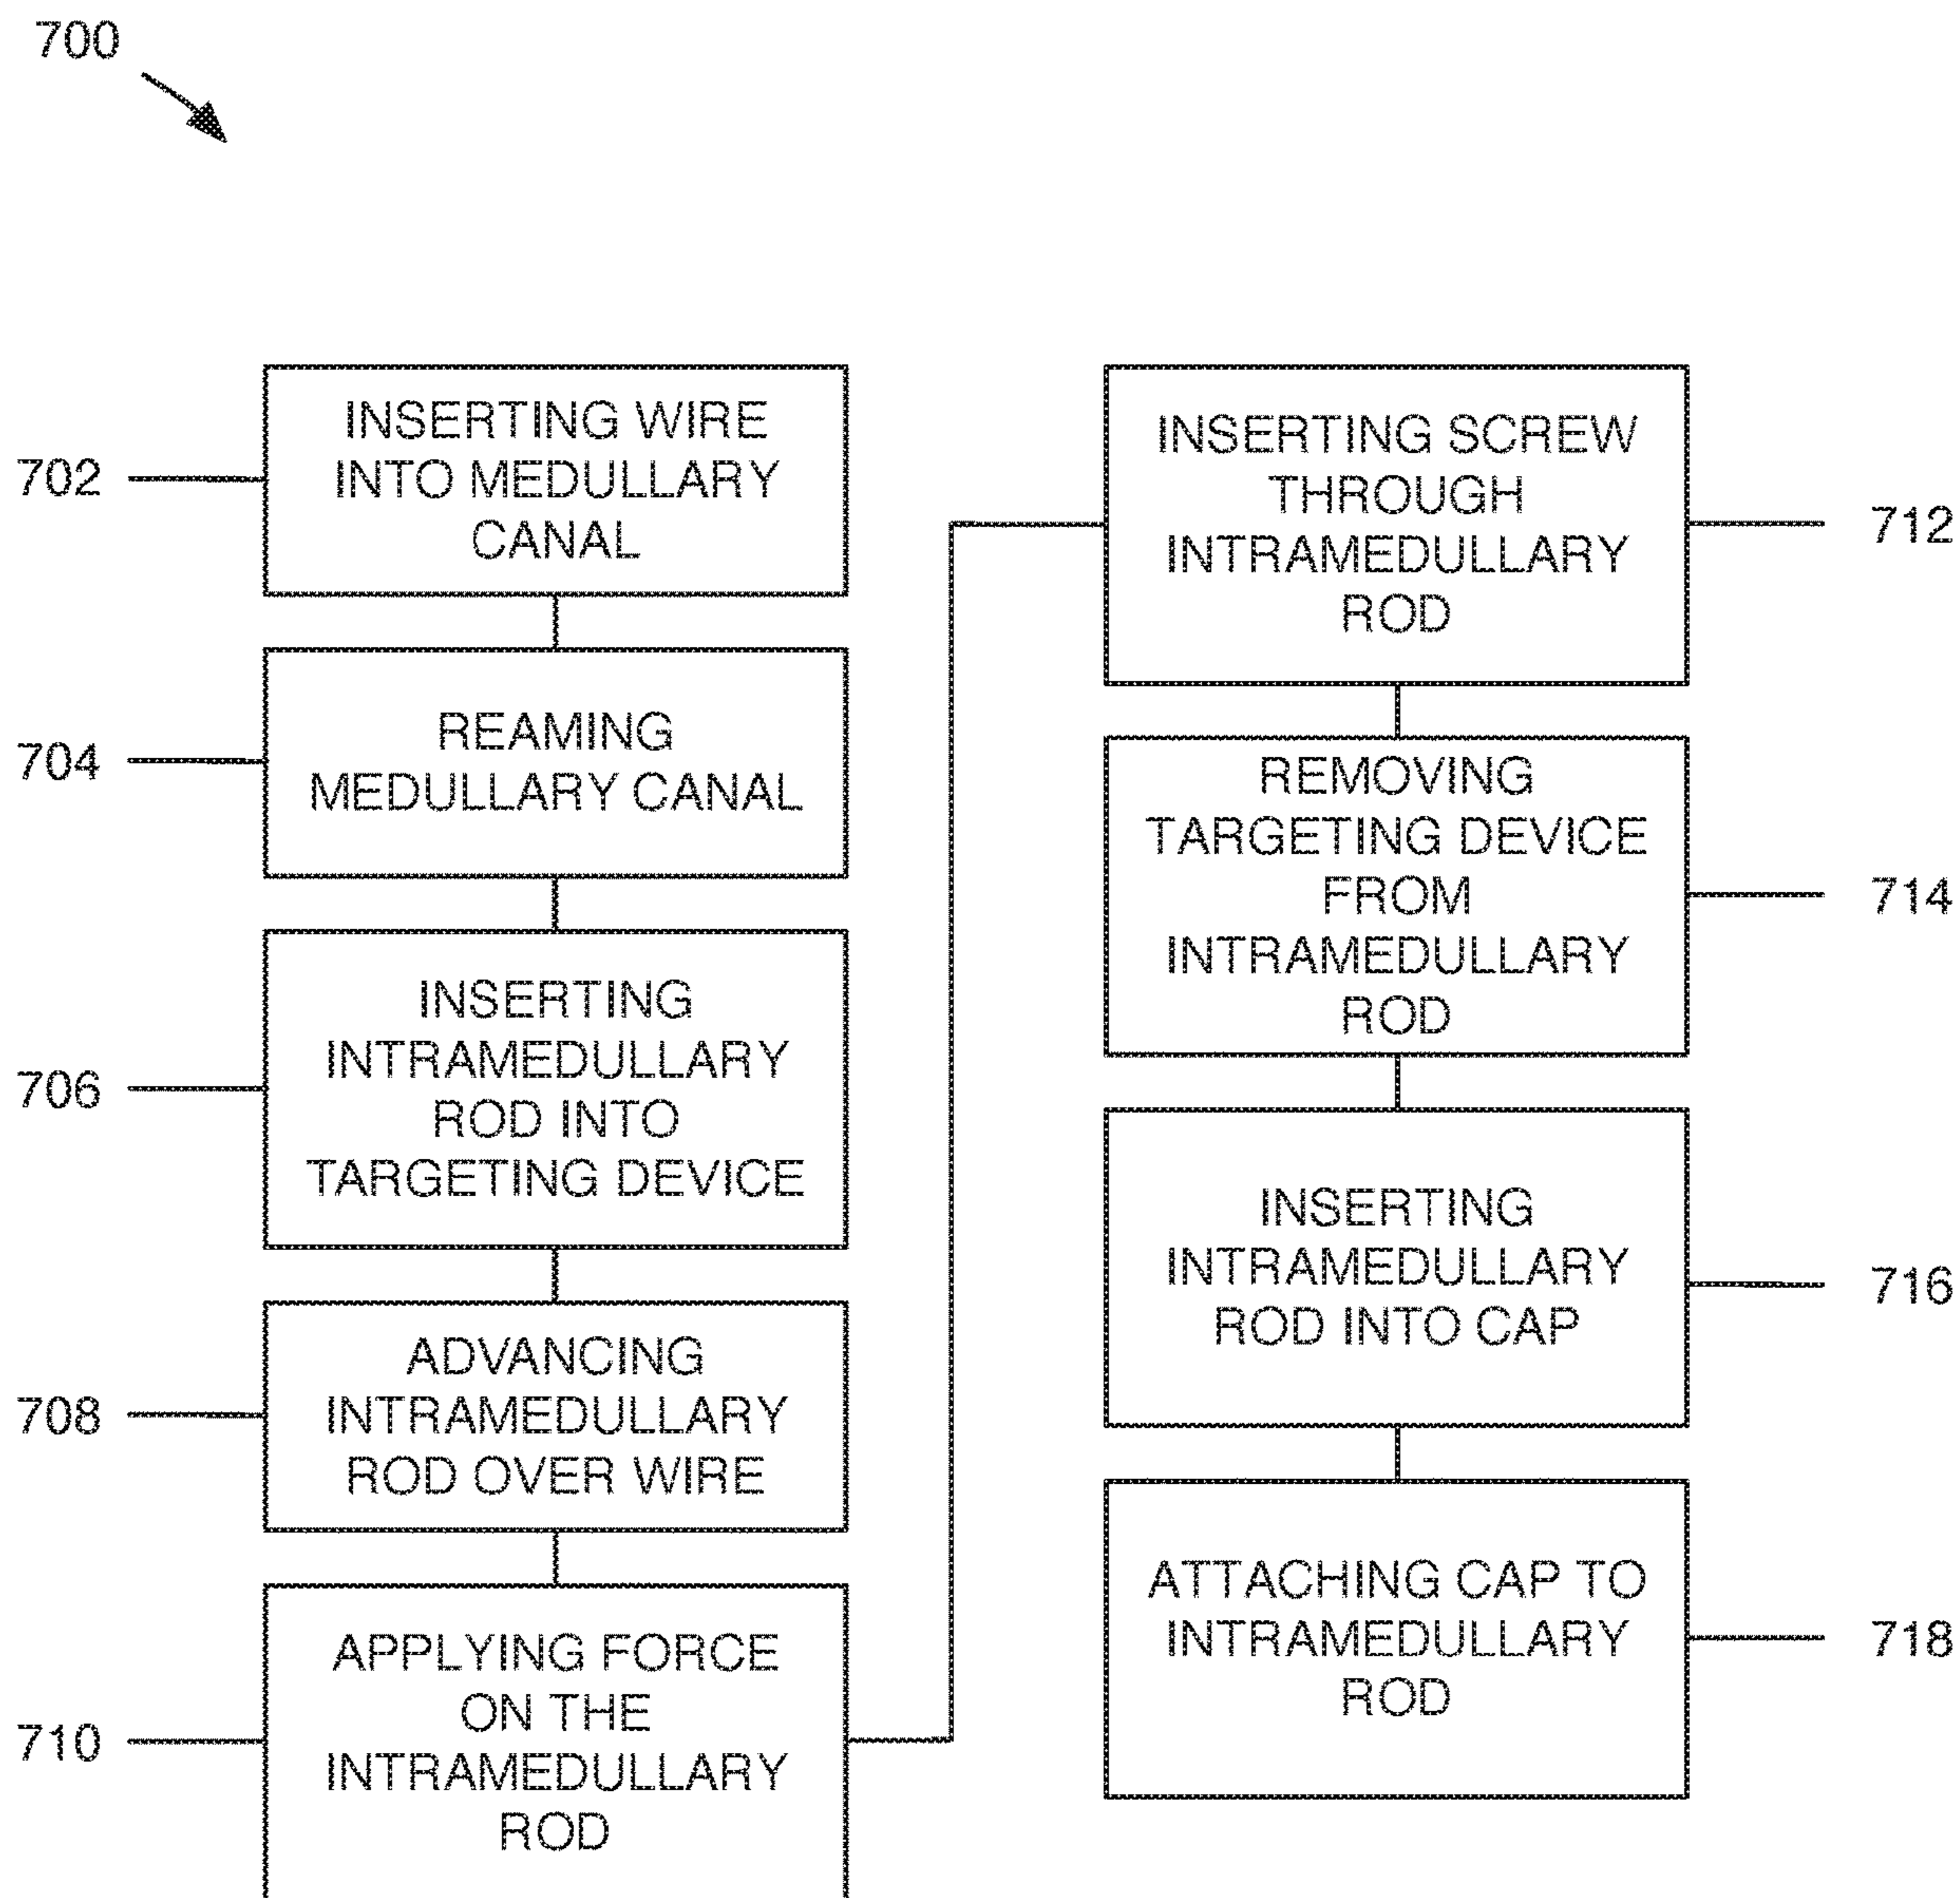 700
702
INSERTING WIRE
INTO MEDULLARY
CANAL
704
REAMING
MEDULLARY CANAL
706
INSERTING
INTRAMEDULLARY
ROD INTO
TARGETING DEVICE
708
ADVANCING
INTRAMEDULLARY
ROD OVER WIRE
710
APPLYING FORCE
ON THE
INTRAMEDULLARY
ROD
INSERTING SCREW
THROUGH
INTRAMEDULLARY
ROD
712
REMOVING
TARGETING DEVICE
FROM
INTRAMEDULLARY
ROD
714
INSERTING
INTRAMEDULLARY
ROD INTO CAP
716
ATTACHING CAP TO
INTRAMEDULLARY
ROD
718